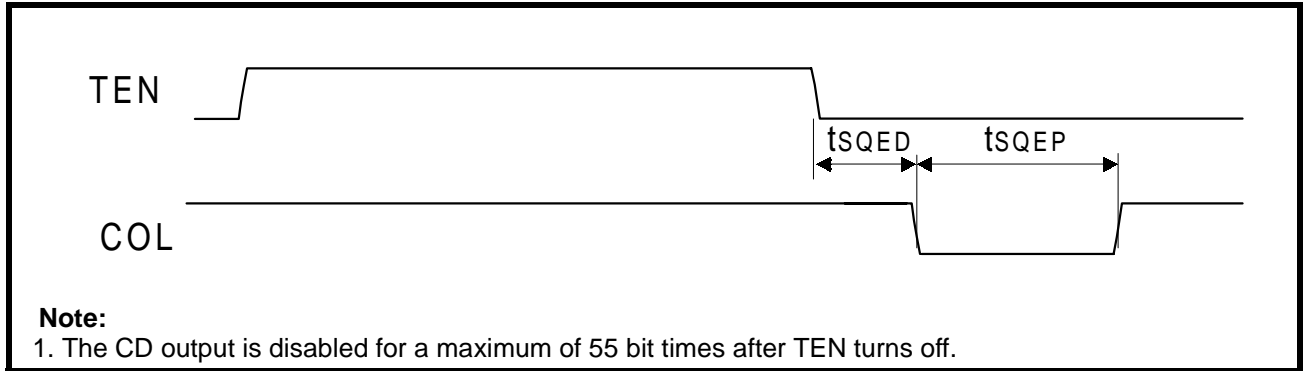 TEN
tSQED tSQEP
COL
Note:
1. The CD output is disabled for a maximum of 55 bit times after TEN turns off.